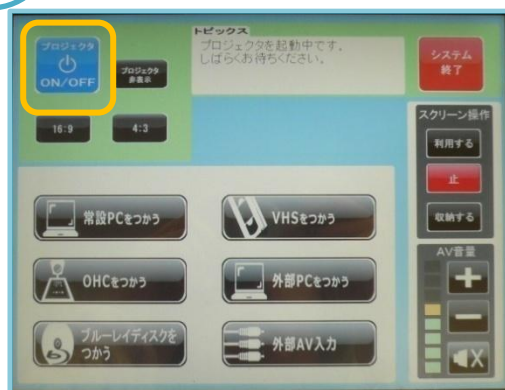 プロジェクタ
ON/OFF
プロジェクタ
非表示
16:9
4:3
トピックス
プロジェクタを起動中です．
しばらくお待ちください．
システム
終了
スクリーン操作
利用する
止
収納する
常設PCをつかう
VHSをつかう
OHCをつかう
外部PCをつかう
ブルーレイディスクを
つかう
外部AV入力
AV音量